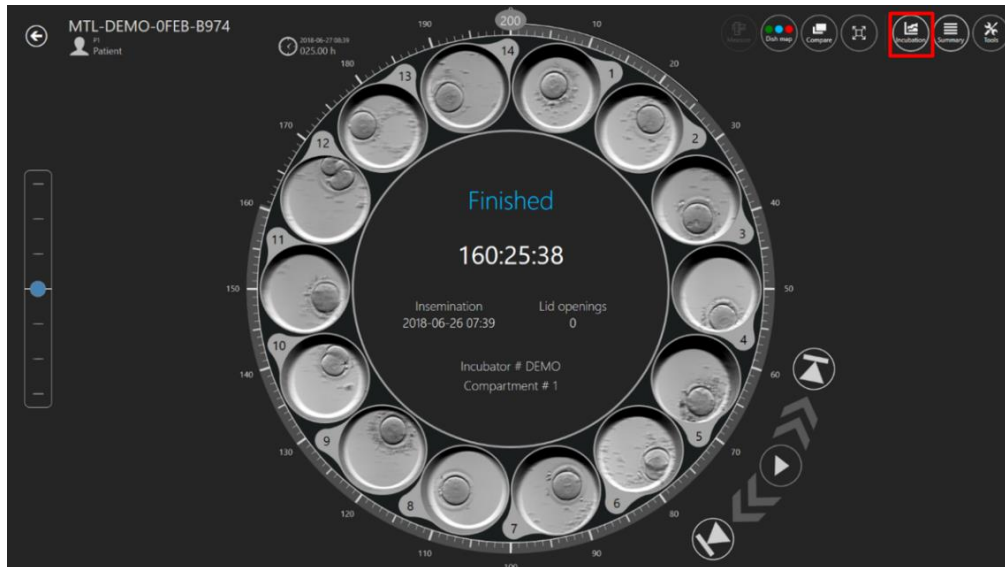 MTL-DEMO-0FEB-B974
P1
Patient
2018-06-27 08:39
025.00 h
Measure
Dish map
Compare
Incubation
Summary
Tools
200
10
20
30
40
50
60
70
80
90
100
110
120
130
140
150
160
170
180
190
1
2
3
4
5
6
7
8
9
10
11
12
13
14
Finished
160:25:38
Insemination
2018-06-26 07:39
Lid openings
0
Incubator # DEMO
Compartment # 1